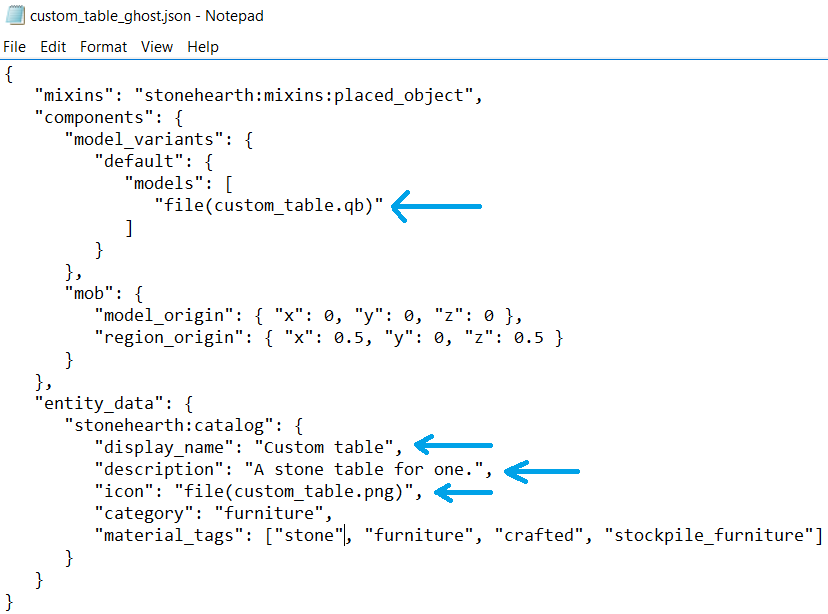 custom_table_ghost.json - Notepad
File Edit Format View Help
{
   "mixins": "stonehearth:mixins:placed_object",
   "components": {
      "model_variants": {
         "default": {
            "models": [
               "file(custom_table.qb)"
            ]
         }
      },
      "mob": {
         "model_origin": { "x": 0, "y": 0, "z": 0 },
         "region_origin": { "x": 0.5, "y": 0, "z": 0.5 }
      }
   },
   "entity_data": {
      "stonehearth:catalog": {
         "display_name": "Custom table",
         "description": "A stone table for one.",
         "icon": "file(custom_table.png)",
         "category": "furniture",
         "material_tags": ["stone", "furniture", "crafted", "stockpile_furniture"]
      }
   }
}